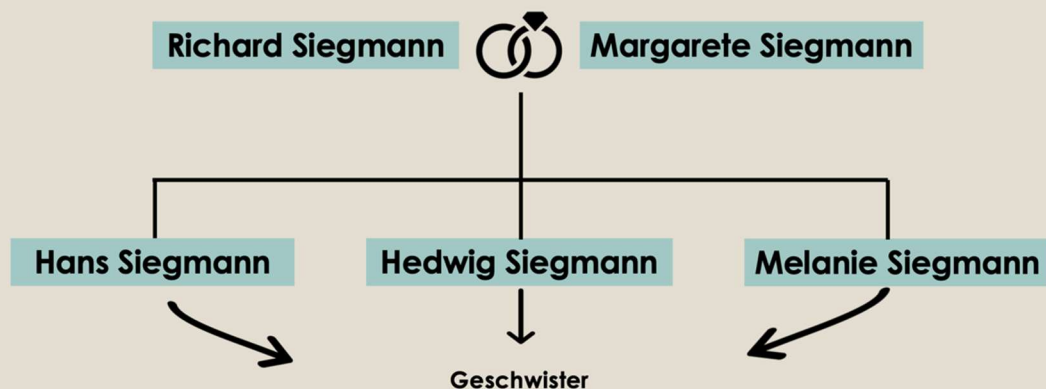 Richard Siegmann Margarete Siegmann
Hans Siegmann Hedwig Siegmann Melanie Siegmann
Geschwister